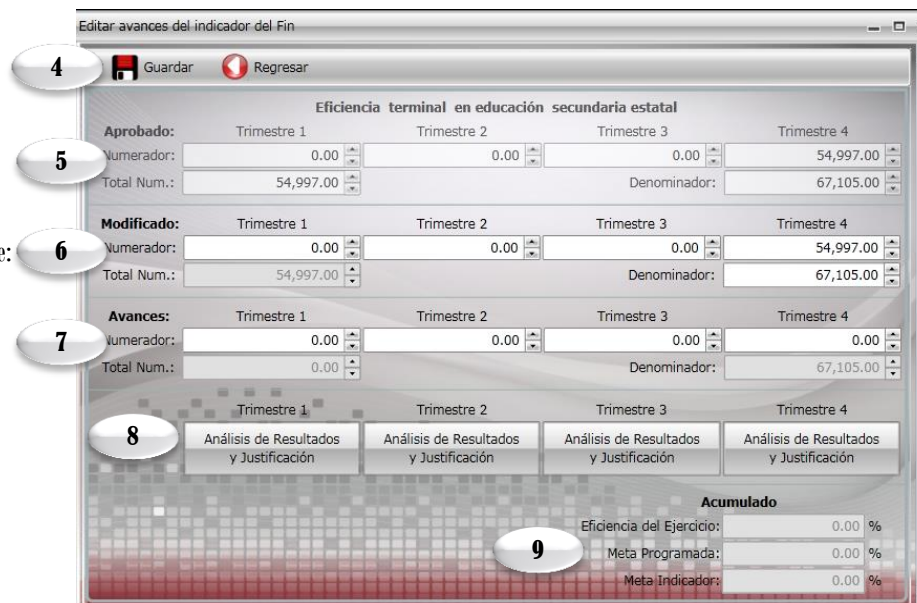 Editar avances del indicador del Fin
4 Guardar Regresar
Eficiencia terminal en educación secundaria estatal
Aprobado: Trimestre 1 Trimestre 2 Trimestre 3 Trimestre 4
5 Numerador: 0.00 0.00 0.00 54,997.00
Total Num.: 54,997.00 Denominador: 67,105.00
Modificado: Trimestre 1 Trimestre 2 Trimestre 3 Trimestre 4
e: 6 Numerador: 0.00 0.00 0.00 54,997.00
Total Num.: 54,997.00 Denominador: 67,105.00
Avances: Trimestre 1 Trimestre 2 Trimestre 3 Trimestre 4
7 Numerador: 0.00 0.00 0.00 0.00
Total Num.: 0.00 Denominador: 67,105.00
Trimestre 1 Trimestre 2 Trimestre 3 Trimestre 4
8 Análisis de Resultados Análisis de Resultados Análisis de Resultados Análisis de Resultados
y Justificación y Justificación y Justificación y Justificación
Acumulado
Eficiencia del Ejercicio: 0.00 %
9 Meta Programada: 0.00 %
Meta Indicador: 0.00 %